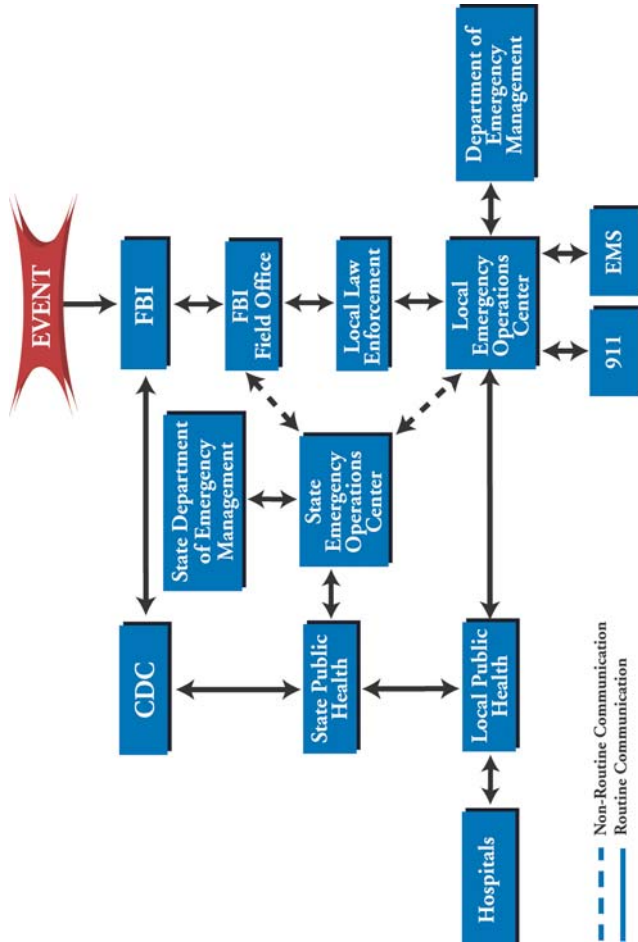 EVENT
CDC
FBI
State Department
of Emergency
Management
FBI
Field Office
State Public
Health
State
Emergency
Operations
Center
Local Law
Enforcement
Hospitals
Local Public
Health
Local
Emergency
Operations
Center
Department of
Emergency
Management
911
EMS
Non-Routine Communication
Routine Communication